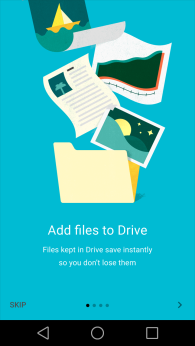 Add files to Drive
Files kept in Drive save instantly
so you don't lose them
SKIP